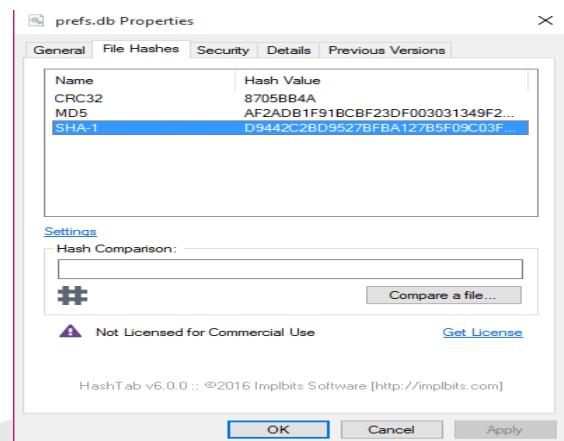 prefs.db Properties
General File Hashes Security Details Previous Versions
Name Hash Value
CRC32 8705BB4A
MD5 AF2ADB1F91BCBF23DF003031349F2...
SHA-1 D9442C2BD9527BFBA127B5F09C03F...
Settings
Hash Comparison:
Compare a file...
Not Licensed for Commercial Use Get License
HashTab v6.0.0 :: ©2016 Implbits Software [http://implbits.com]
OK Cancel Apply